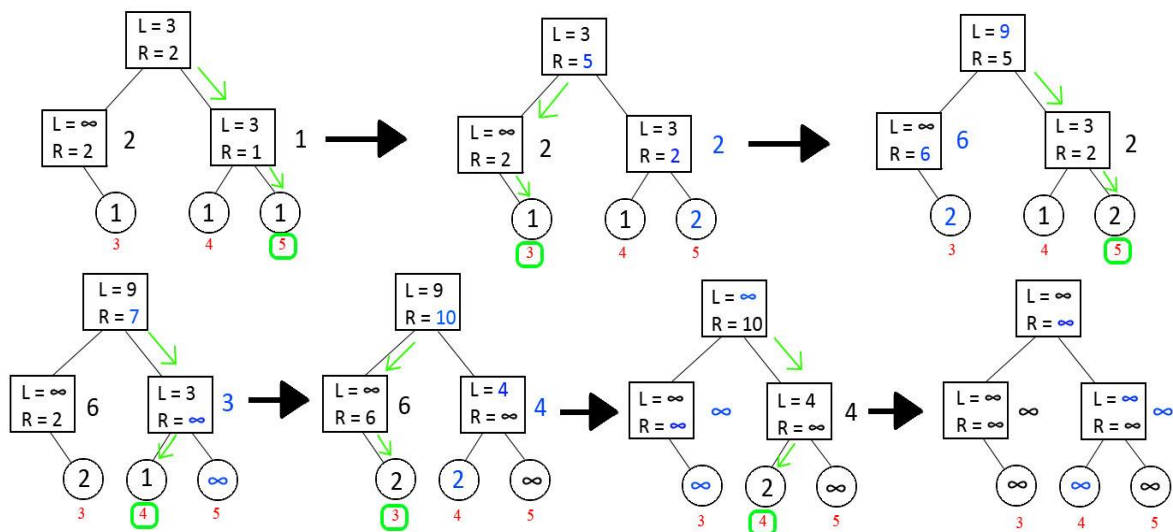 L = 3
R = 2
L = ∞
R = 2
2
L = 3
R = 1
1
1
1
1
3
4
5
L = 3
R = 5
L = ∞
R = 2
2
L = 3
R = 2
2
1
1
2
3
4
5
L = 9
R = 5
L = ∞
R = 6
6
L = 3
R = 2
2
2
1
2
3
4
5
L = 9
R = 7
L = ∞
R = 2
6
L = 3
R = ∞
3
2
1
∞
3
4
5
L = 9
R = 10
L = ∞
R = 6
6
L = 4
R = ∞
4
2
2
∞
3
4
5
L = ∞
R = 10
L = ∞
R = ∞
∞
L = 4
R = ∞
4
∞
2
∞
3
4
5
L = ∞
R = ∞
L = ∞
R = ∞
∞
L = ∞
R = ∞
∞
∞
∞
∞
3
4
5